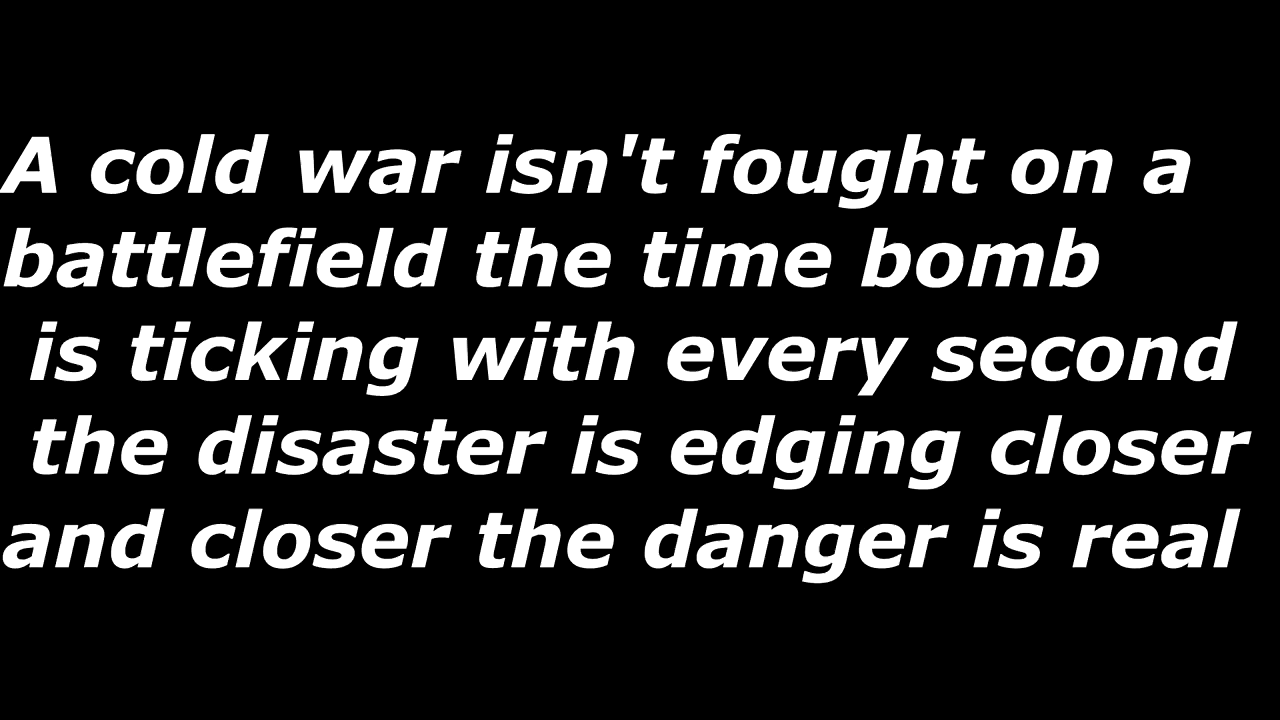 A cold war isn't fought on a
battlefield the time bomb
is ticking with every second
the disaster is edging closer
and closer the danger is real